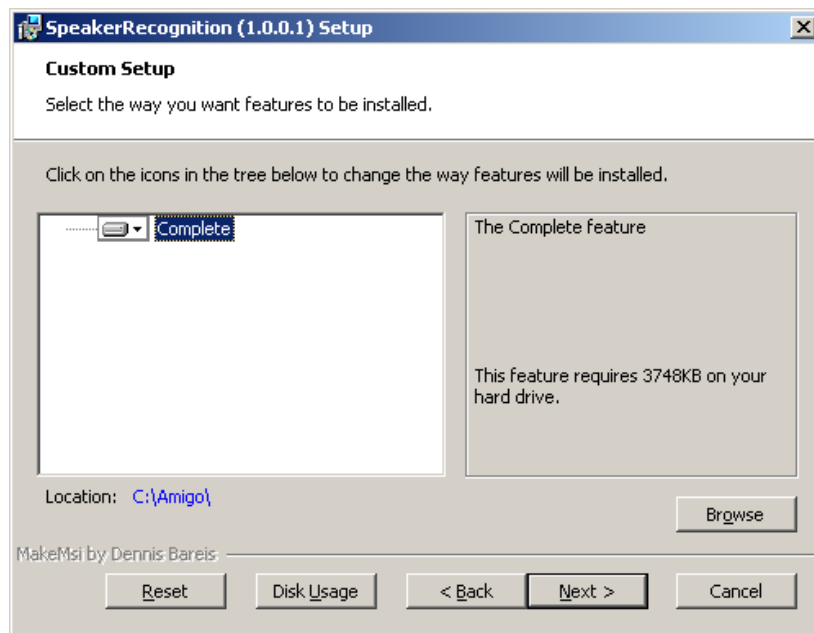 SpeakerRecognition (1.0.0.1) Setup
Custom Setup
Select the way you want features to be installed.
Click on the icons in the tree below to change the way features will be installed.
Complete
The Complete feature
This feature requires 3748KB on your
hard drive.
Location: C:\Amigo\
Browse
MakeMsi by Dennis Bareis
Reset Disk Usage < Back Next > Cancel